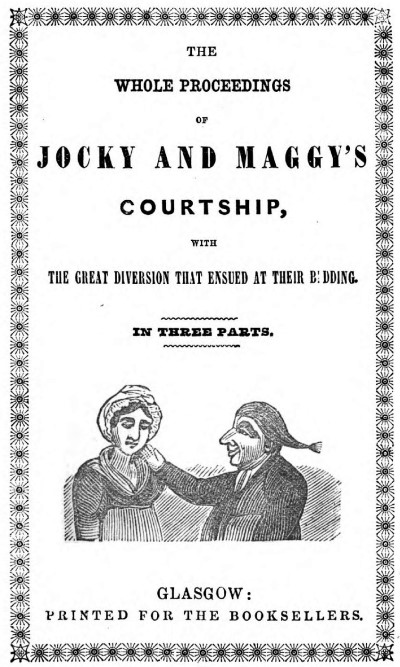 THE
WHOLE PROCEEDINGS
OF
JOCKY AND MAGGY'S
COURTSHIP,
WITH
THE GREAT DIVERSION THAT ENSUED AT THEIR BEDDING.
IN THREE PARTS.
GLASGOW:
PRINTED FOR THE BOOKSELLERS.